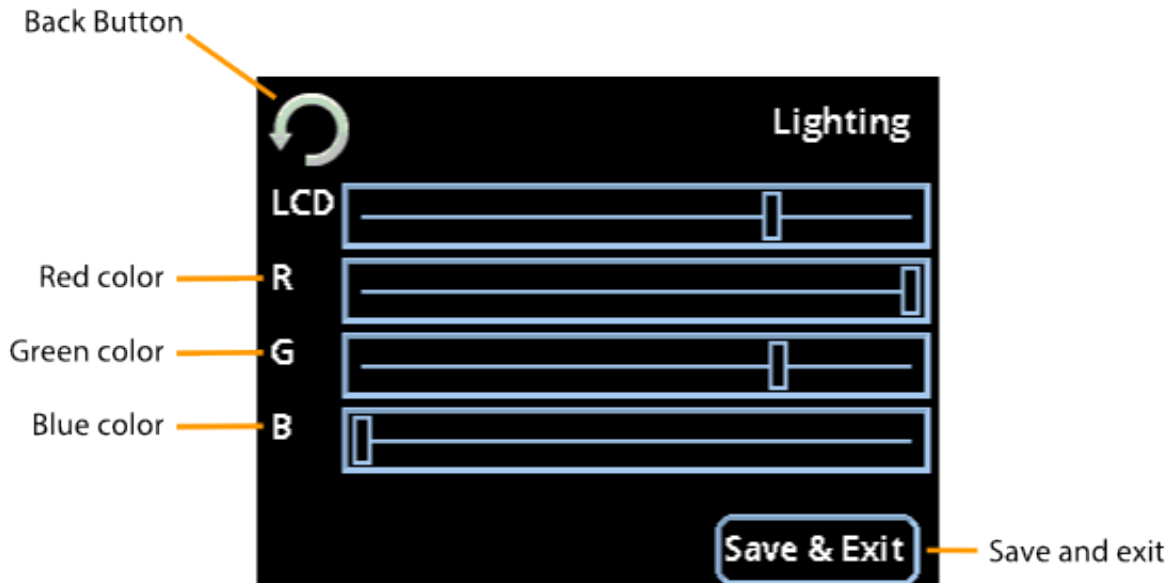 Back Button
Lighting
LCD
Red color
R
Green color
G
Blue color
B
Save & Exit
Save and exit